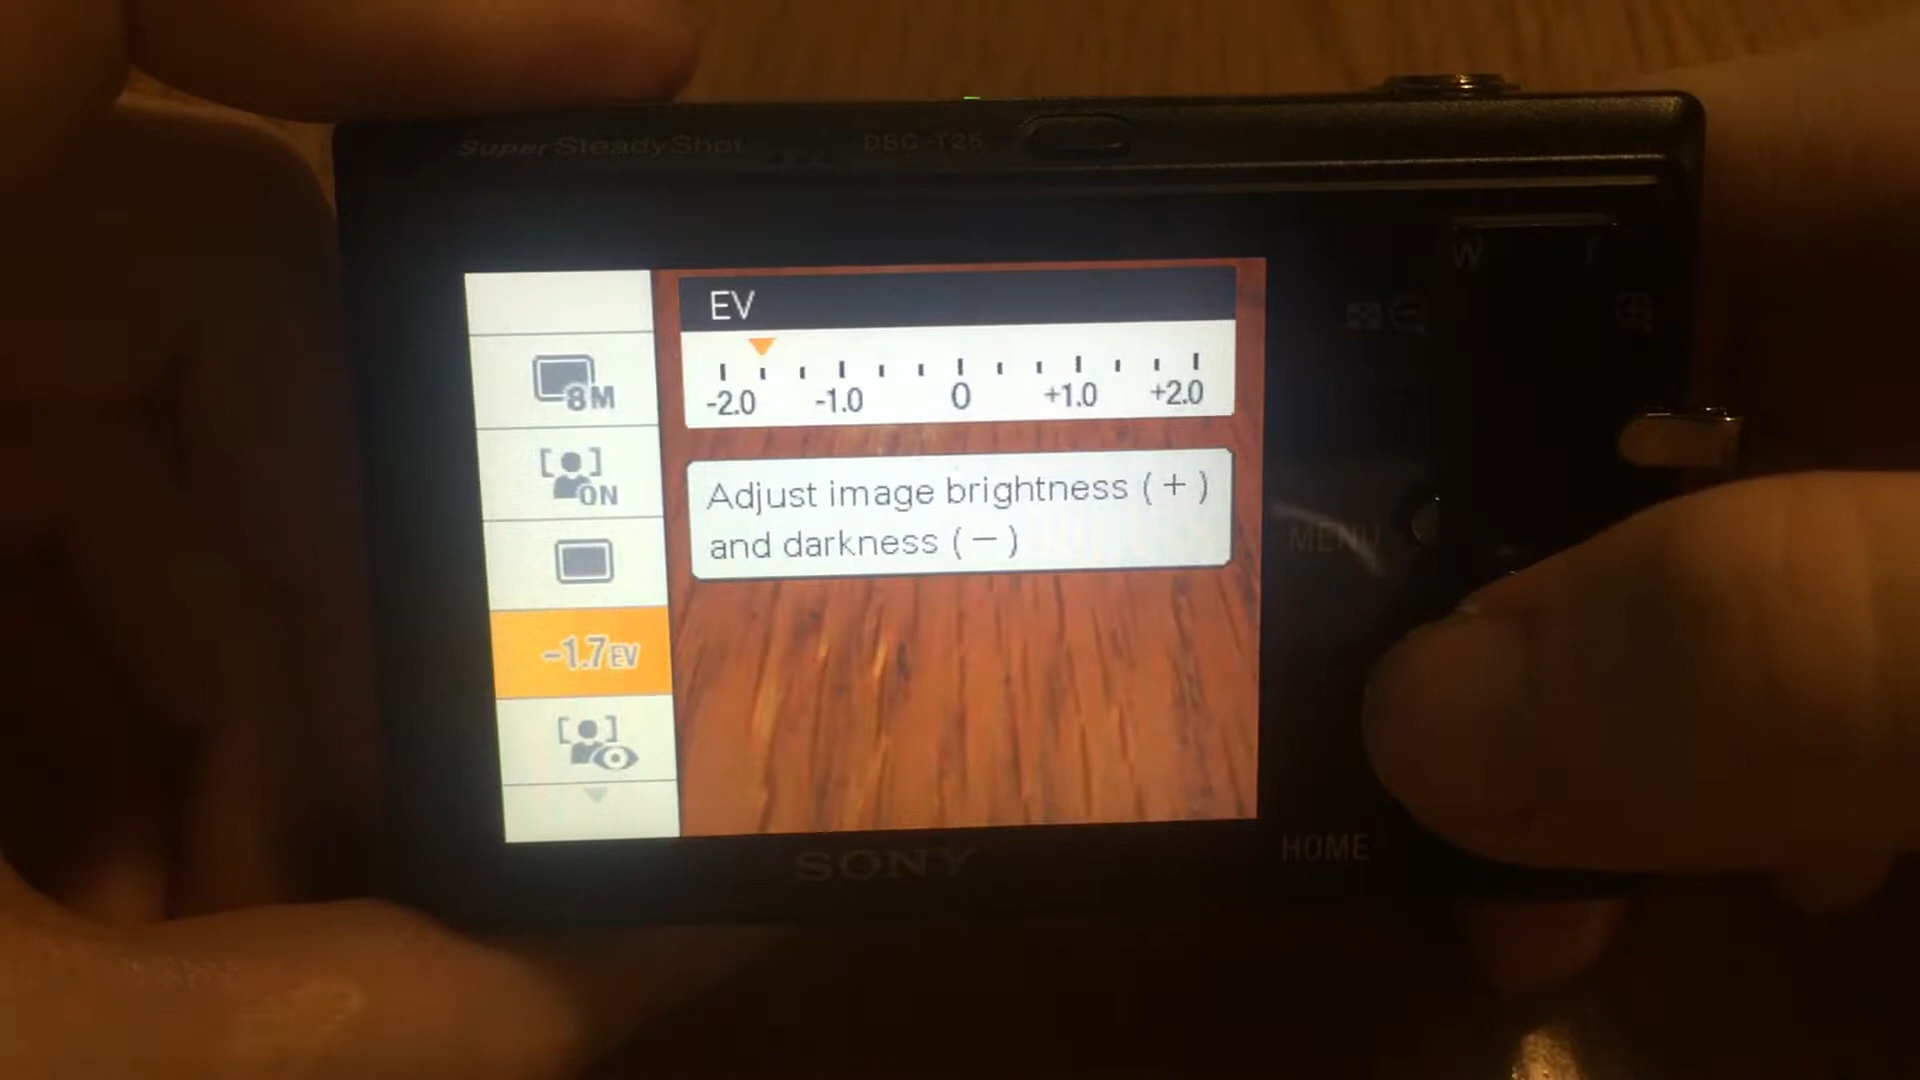 Super SteadyShot
DSC-T25
W T
EV
-2.0 -1.0 0 +1.0 +2.0
8M
ON
Adjust image brightness (+)
and darkness (−)
MENU
-1.7EV
HOME
SONY